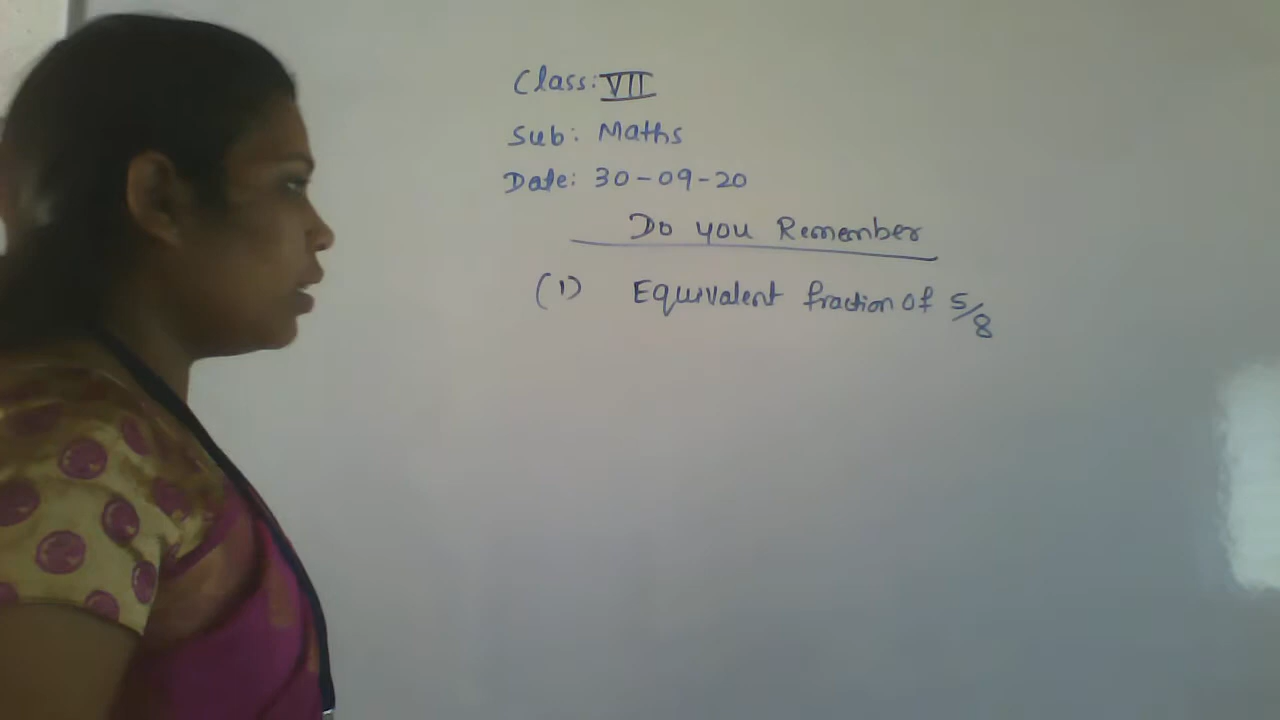 Class: VII
Sub: Maths
Date: 30-09-20
Do you Remember
(1) Equivalent fraction of 5/8